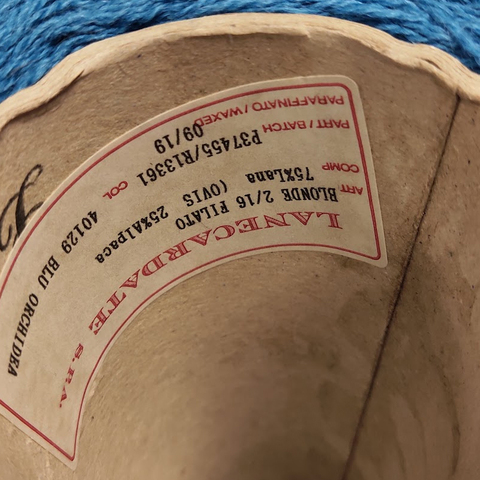 LANECARDATE S.P.A.
ART BLONDE 2/16 FILATO (OVIS
COMP 75%Lana 25%Alpaca
COL 40129 BLU ORCHIDEA
PART/BATCH P37455/R13361
PARAFFINATO/WAXED 09/19